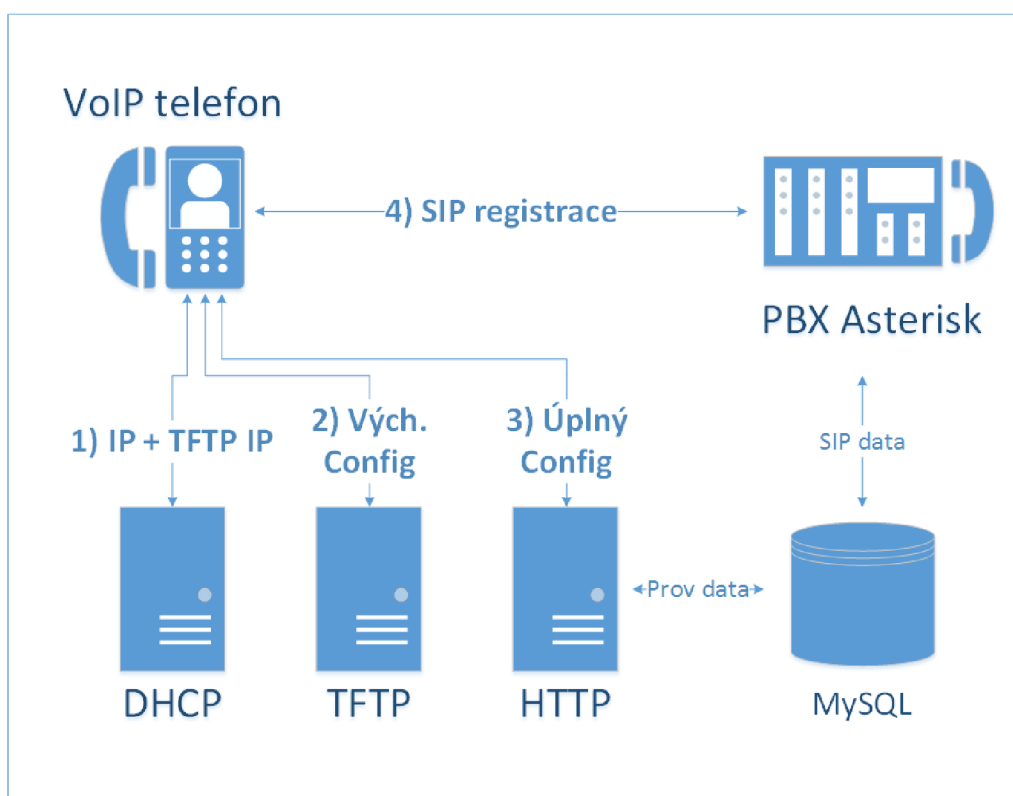 VoIP telefon
4) SIP registrace
PBX Asterisk
1) IP + TFTP IP
2) Vých.
Config
3) Úplný
Config
SIP data
Prov data
DHCP
TFTP
HTTP
MySQL